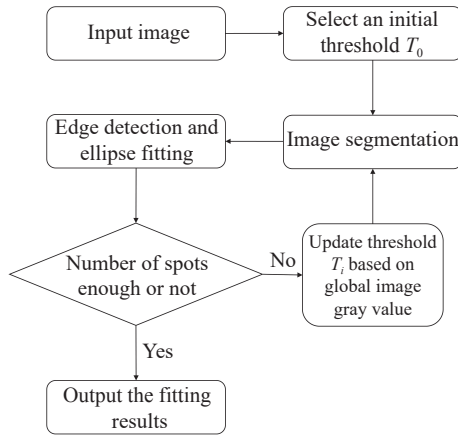 Input image
Select an initial
threshold T₀
Image segmentation
Edge detection and
ellipse fitting
Number of spots
enough or not
No
Update threshold
Tᵢ based on
global image
gray value
Yes
Output the fitting
results